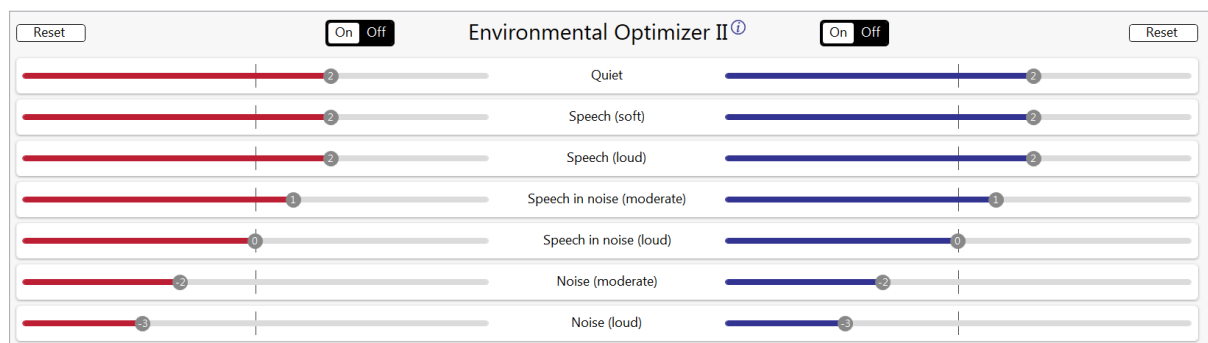 Reset On Off Environmental Optimizer II i On Off Reset
2 Quiet 2
2 Speech (soft) 2
2 Speech (loud) 2
1 Speech in noise (moderate) 1
0 Speech in noise (loud) 0
-2 Noise (moderate) -2
-3 Noise (loud) -3